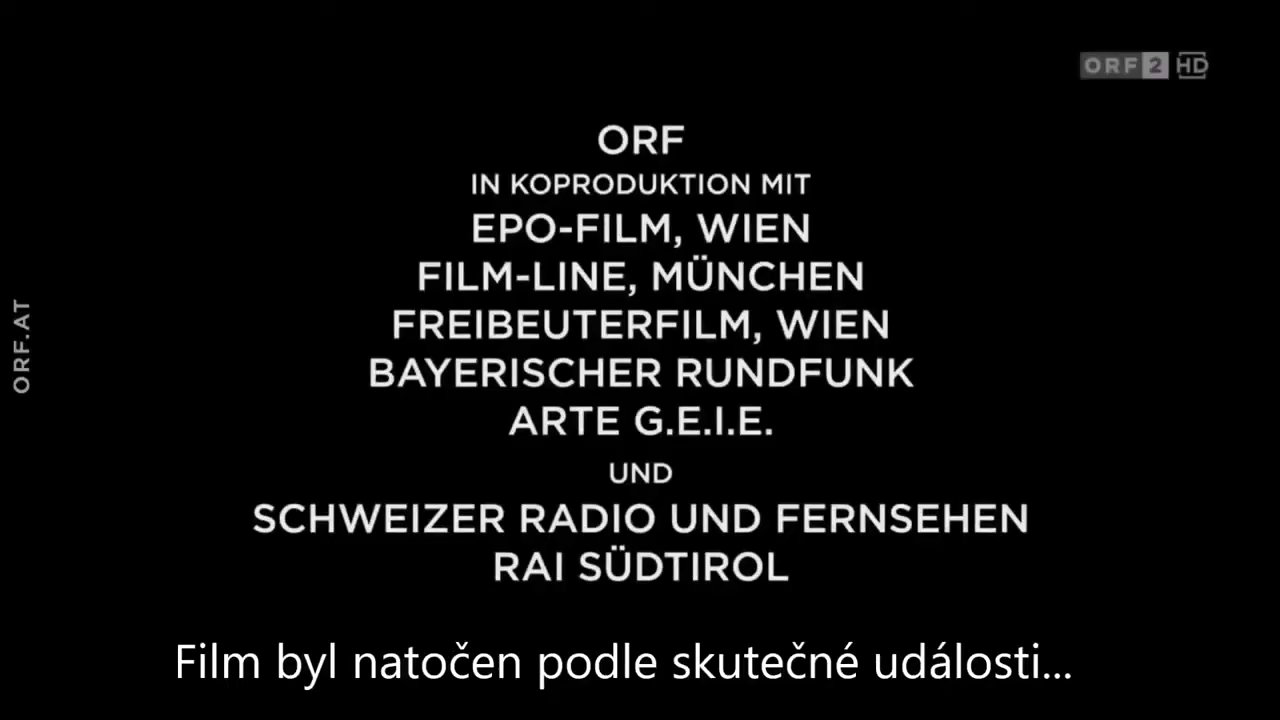 ORF 2 HD
ORF
IN KOPRODUKTION MIT
EPO-FILM, WIEN
FILM-LINE, MÜNCHEN
FREIBEUTERFILM, WIEN
BAYERISCHER RUNDFUNK
ARTE G.E.I.E.
UND
SCHWEIZER RADIO UND FERNSEHEN
RAI SÜDTIROL
ORF.AT
Film byl natočen podle skutečné události...